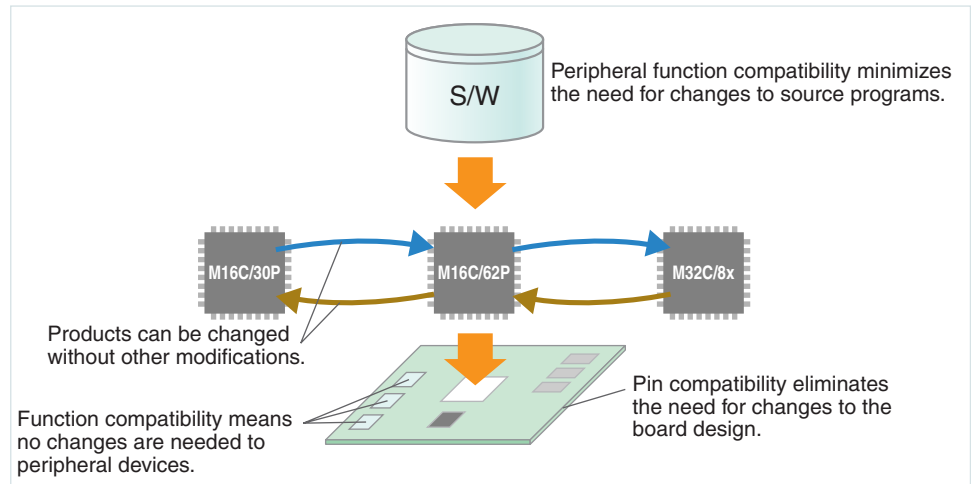 S/W
Peripheral function compatibility minimizes
the need for changes to source programs.
M16C/30P
M16C/62P
M32C/8x
Products can be changed
without other modifications.
Function compatibility means
no changes are needed to
peripheral devices.
Pin compatibility eliminates
the need for changes to the
board design.